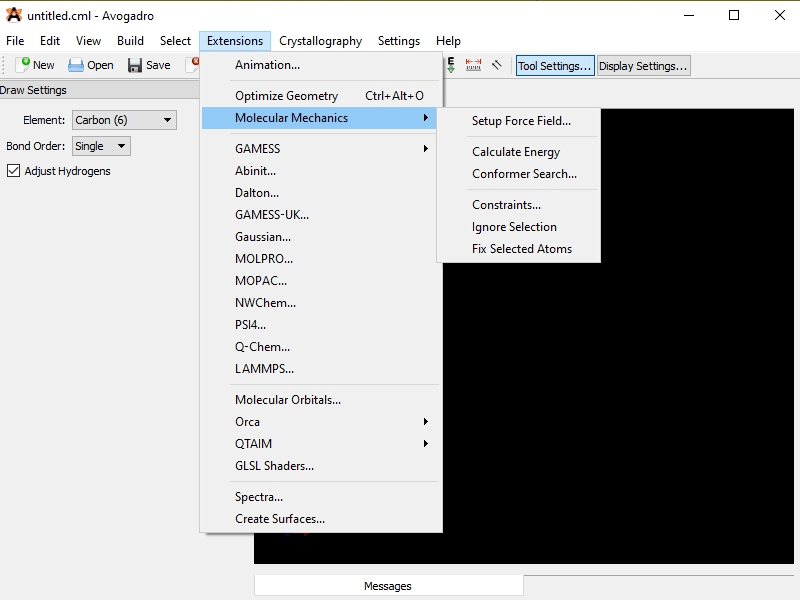 untitled.cml - Avogadro
File Edit View Build Select Extensions Crystallography Settings Help
New Open Save E Tool Settings... Display Settings...
Draw Settings
Element: Carbon (6)
Bond Order: Single
Adjust Hydrogens
Animation...
Optimize Geometry Ctrl+Alt+O
Molecular Mechanics
GAMESS
Abinit...
Dalton...
GAMESS-UK...
Gaussian...
MOLPRO...
MOPAC...
NWChem...
PSI4...
Q-Chem...
LAMMPS...
Molecular Orbitals...
Orca
QTAIM
GLSL Shaders...
Spectra...
Create Surfaces...
Setup Force Field...
Calculate Energy
Conformer Search...
Constraints...
Ignore Selection
Fix Selected Atoms
Messages